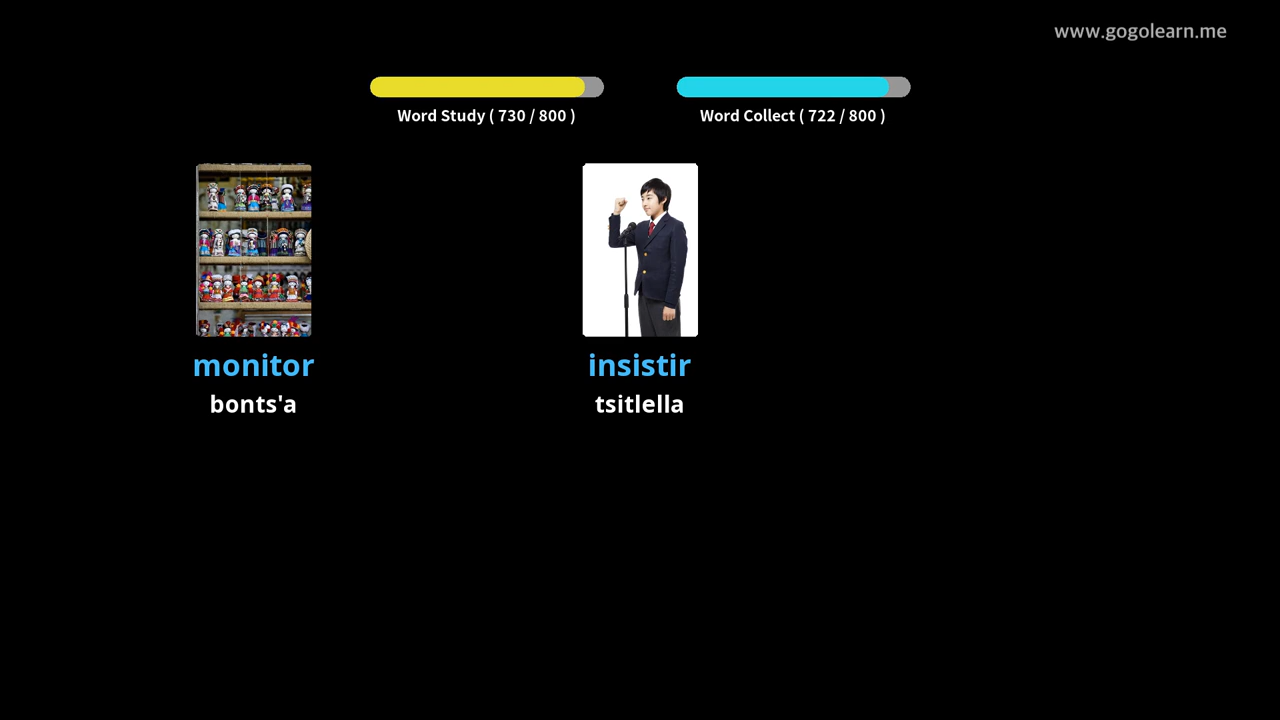 www.gogolearn.me
Word Study ( 730 / 800 )
Word Collect ( 722 / 800 )
monitor
bonts'a
insistir
tsitlella